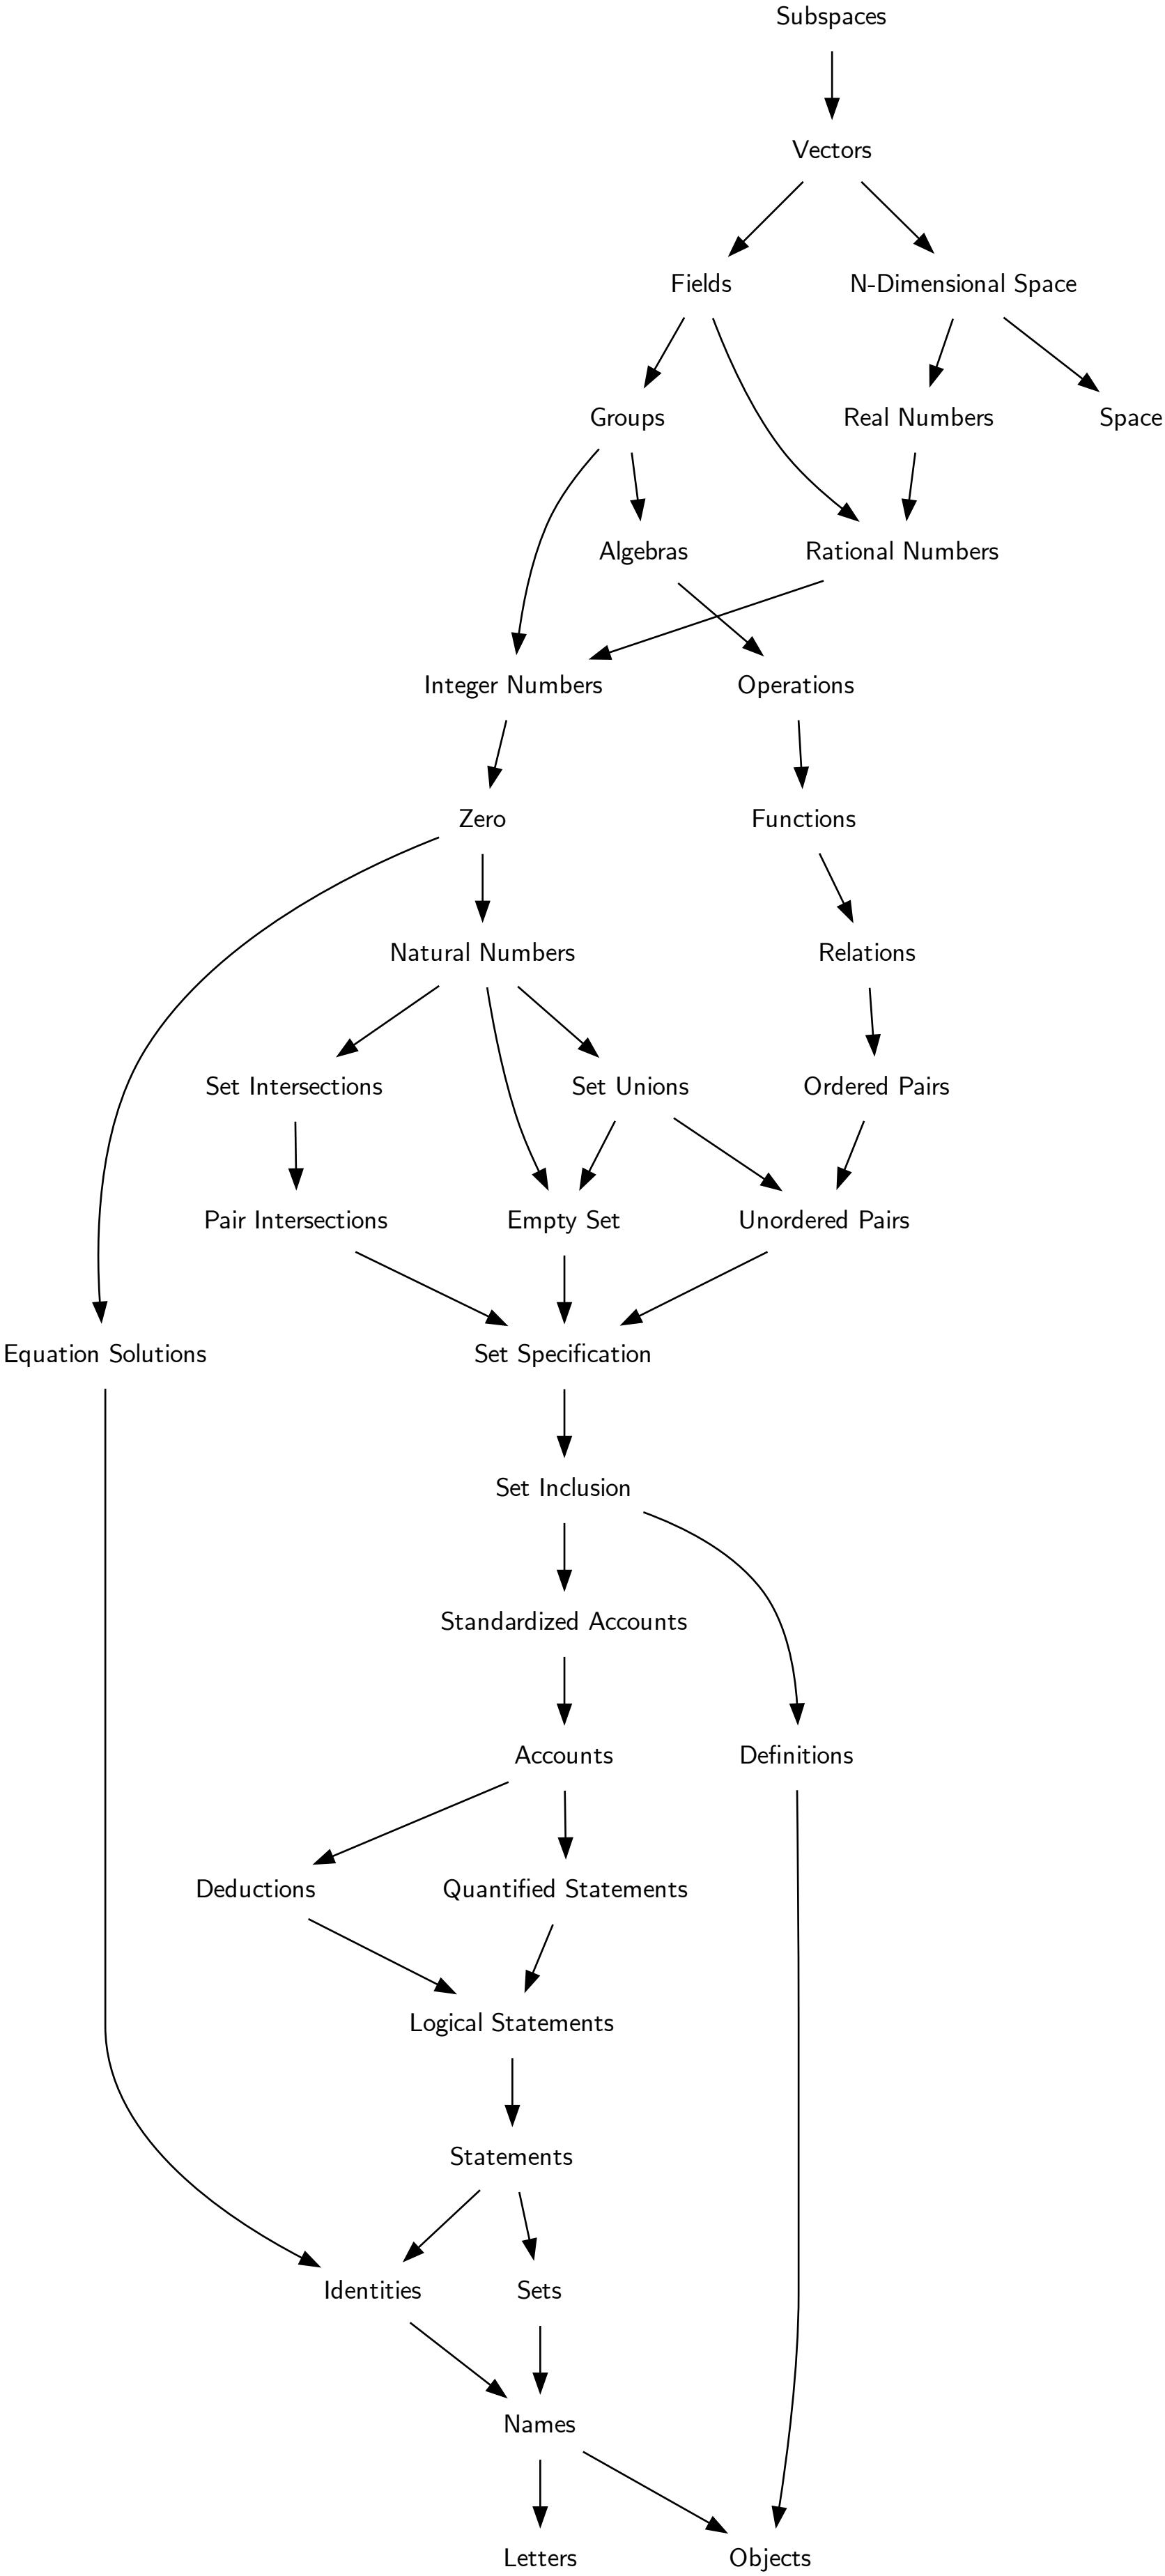 Subspaces
Vectors
Fields
N-Dimensional Space
Groups
Real Numbers
Space
Algebras
Rational Numbers
Integer Numbers
Operations
Zero
Functions
Natural Numbers
Relations
Set Intersections
Set Unions
Ordered Pairs
Pair Intersections
Empty Set
Unordered Pairs
Equation Solutions
Set Specification
Set Inclusion
Standardized Accounts
Accounts
Definitions
Deductions
Quantified Statements
Logical Statements
Statements
Identities
Sets
Names
Letters
Objects